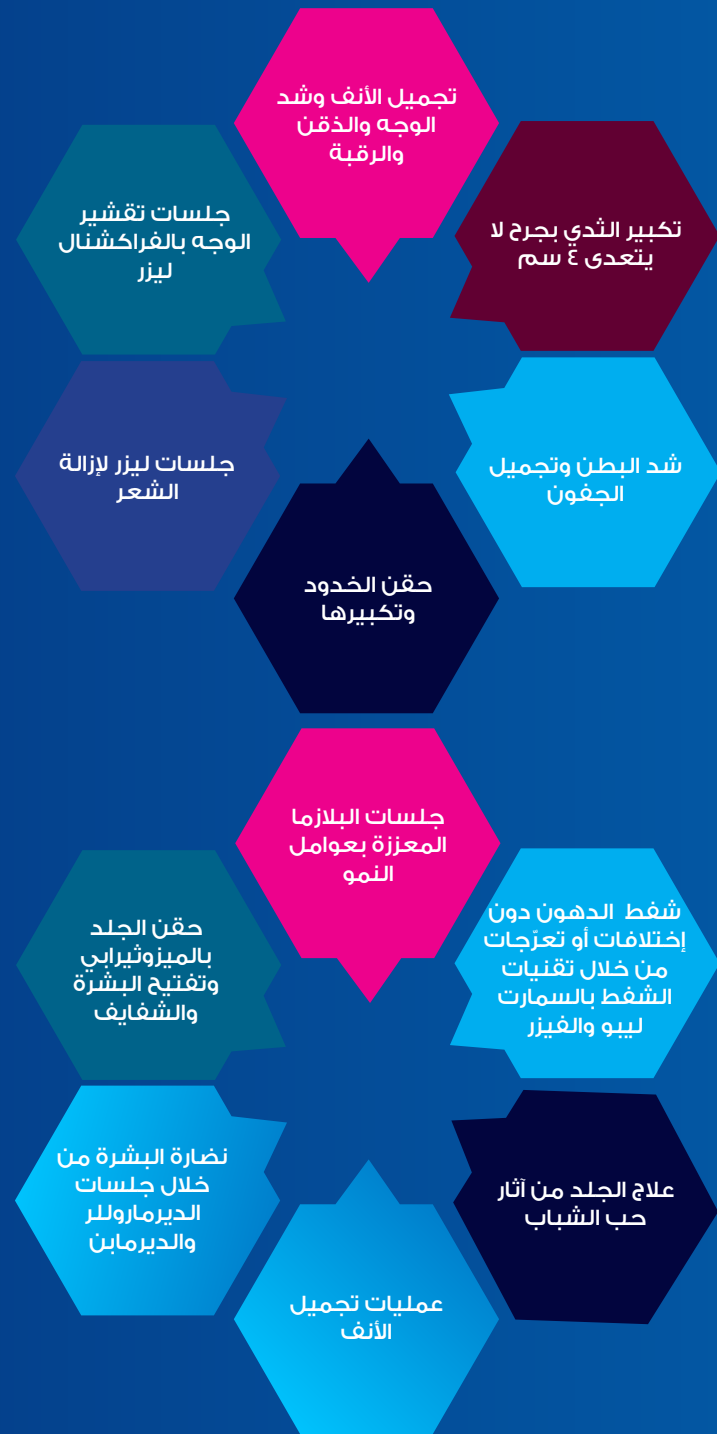 تجميل الأنف وشد
الوجه والذقن
والرقبة
تكبير الثدي بجرح لا
يتعدى ٤ سم
جلسات تقشير
الوجه بالفراكشنال
ليزر
شد البطن وتجميل
الجفون
جلسات ليزر لإزالة
الشعر
حقن الخدود
وتكبيرها
جلسات البلازما
المعززة بعوامل
النمو
شفط الدهون دون
إختلافات أو تعرّجات
من خلال تقنيات
الشفط بالسمارت
ليبو والفيزر
حقن الجلد
بالميزوثيرابي
وتفتيح البشرة
والشفايف
علاج الجلد من آثار
حب الشباب
نضارة البشرة من
خلال جلسات
الديرماروللر
والديرمابن
عمليات تجميل
الأنف